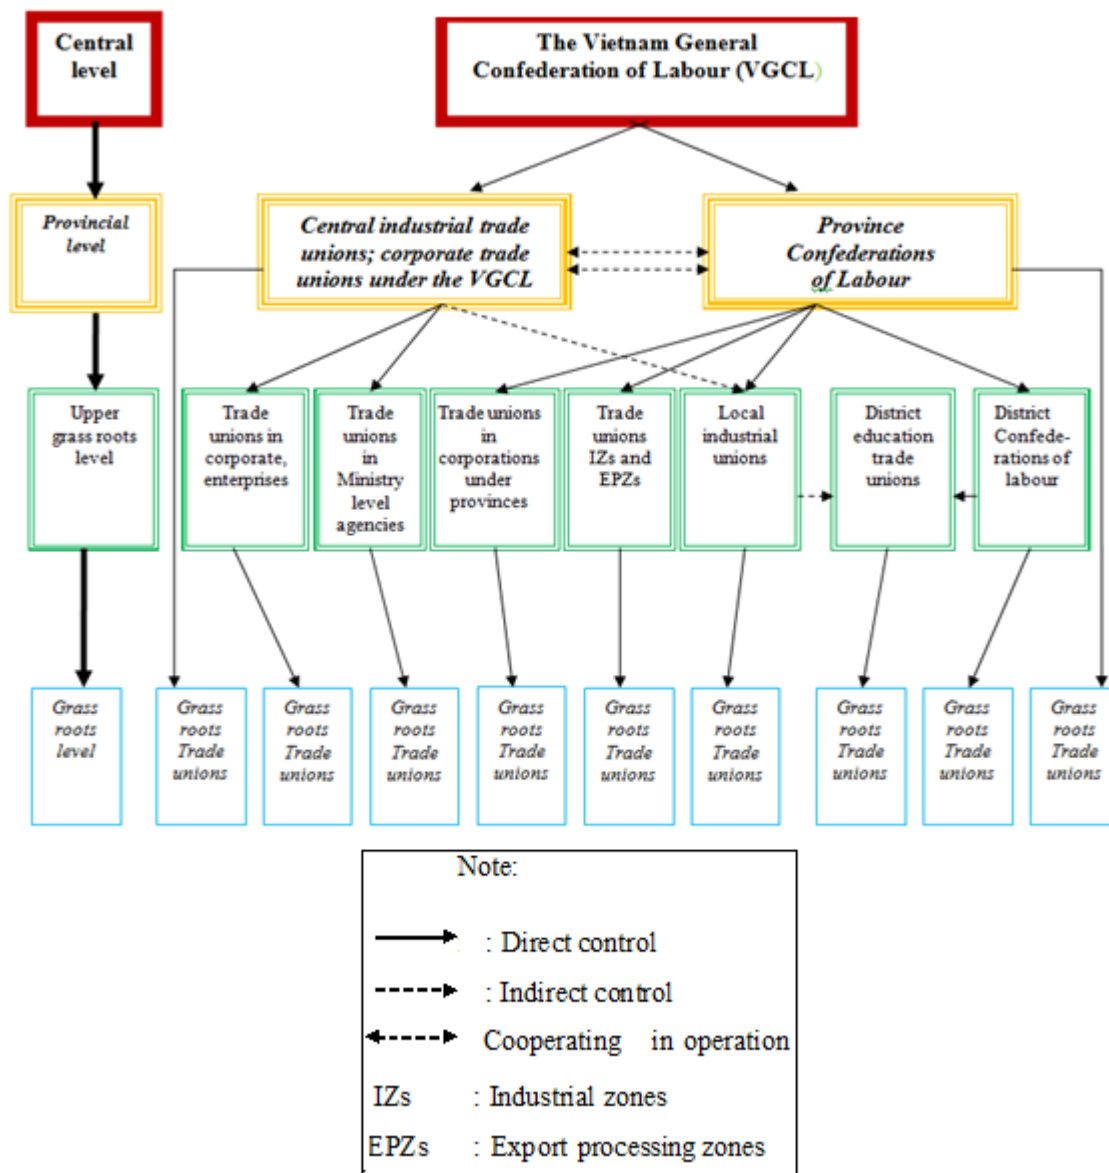 Central
level
The Vietnam General
Confederation of Labour (VGCL)
Provincial
level
Central industrial trade
unions; corporate trade
unions under the VGCL
Province
Confederations
of Labour
Upper
grass roots
level
Trade
unions in
corporate,
enterprises
Trade
unions
in
Ministry
level
agencies
Trade unions
in
corporations
under
provinces
Trade
unions
IZs and
EPZs
Local
industrial
unions
District
education
trade
unions
District
Confede-
rations of
labour
Grass
roots
level
Grass
roots
Trade
unions
Grass
roots
Trade
unions
Grass
roots
Trade
unions
Grass
roots
Trade
unions
Grass
roots
Trade
unions
Grass
roots
Trade
unions
Grass
roots
Trade
unions
Grass
roots
Trade
unions
Grass
roots
Trade
unions
Note:
: Direct control
: Indirect control
Cooperating in operation
IZs : Industrial zones
EPZs : Export processing zones